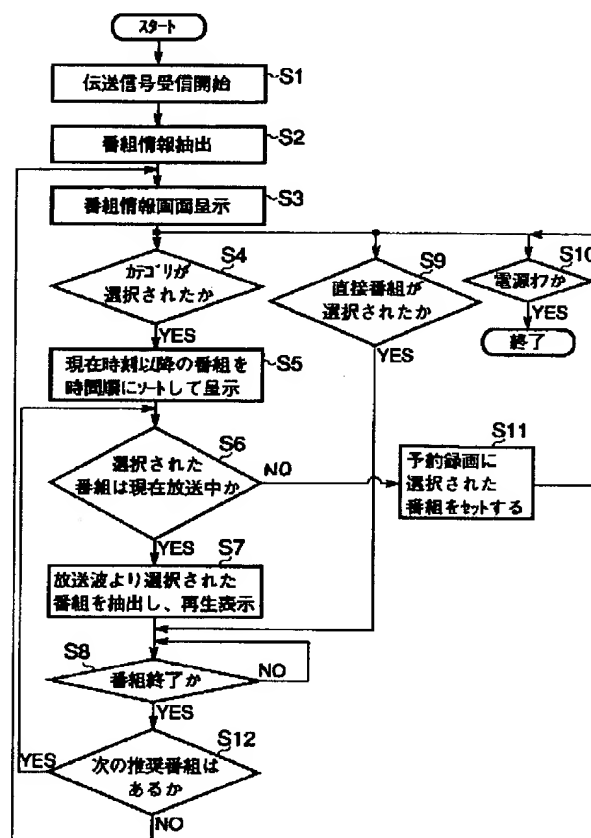 スタート
伝送信号受信開始
S1
番組情報抽出
S2
番組情報画面呈示
S3
カテゴリが
選択されたか
S4
直接番組が
選択されたか
S9
電源オフか
S10
YES
YES
YES
終了
現在時刻以降の番組を
時間順にソートして呈示
S5
選択された
番組は現在放送中か
S6
NO
予約録画に
選択された
番組をセットする
S11
YES
S7
放送波より選択された
番組を抽出し、再生表示
S8
番組終了か
NO
YES
S12
次の推奨番組は
あるか
YES
NO